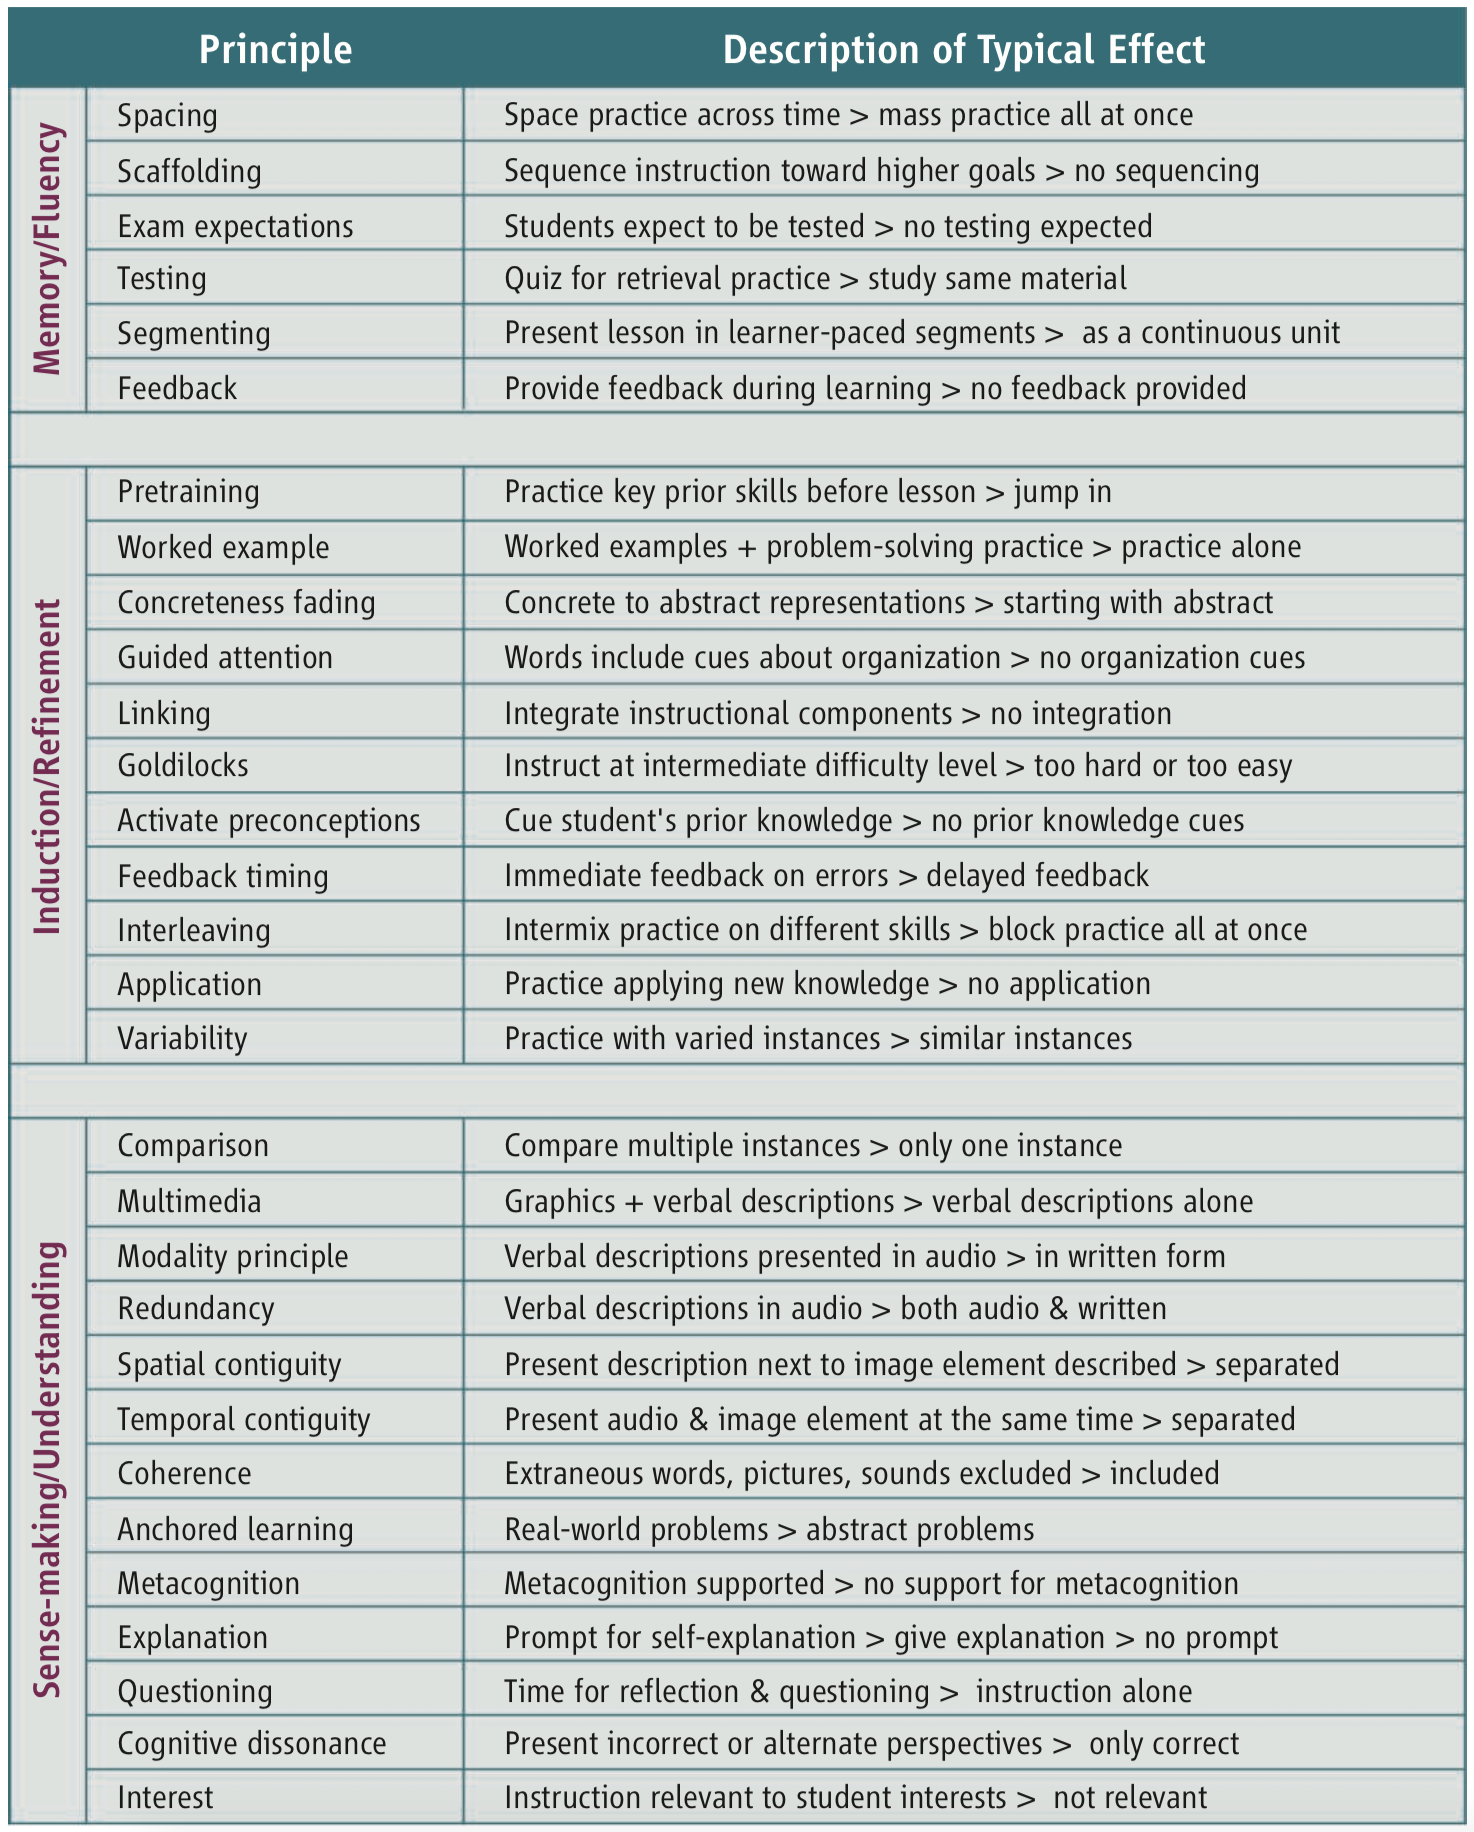 Principle Description of Typical Effect
Memory/Fluency
Spacing Space practice across time > mass practice all at once
Scaffolding Sequence instruction toward higher goals > no sequencing
Exam expectations Students expect to be tested > no testing expected
Testing Quiz for retrieval practice > study same material
Segmenting Present lesson in learner-paced segments > as a continuous unit
Feedback Provide feedback during learning > no feedback provided
Induction/Refinement
Pretraining Practice key prior skills before lesson > jump in
Worked example Worked examples + problem-solving practice > practice alone
Concreteness fading Concrete to abstract representations > starting with abstract
Guided attention Words include cues about organization > no organization cues
Linking Integrate instructional components > no integration
Goldilocks Instruct at intermediate difficulty level > too hard or too easy
Activate preconceptions Cue student's prior knowledge > no prior knowledge cues
Feedback timing Immediate feedback on errors > delayed feedback
Interleaving Intermix practice on different skills > block practice all at once
Application Practice applying new knowledge > no application
Variability Practice with varied instances > similar instances
Sense-making/Understanding
Comparison Compare multiple instances > only one instance
Multimedia Graphics + verbal descriptions > verbal descriptions alone
Modality principle Verbal descriptions presented in audio > in written form
Redundancy Verbal descriptions in audio > both audio & written
Spatial contiguity Present description next to image element described > separated
Temporal contiguity Present audio & image element at the same time > separated
Coherence Extraneous words, pictures, sounds excluded > included
Anchored learning Real-world problems > abstract problems
Metacognition Metacognition supported > no support for metacognition
Explanation Prompt for self-explanation > give explanation > no prompt
Questioning Time for reflection & questioning > instruction alone
Cognitive dissonance Present incorrect or alternate perspectives > only correct
Interest Instruction relevant to student interests > not relevant